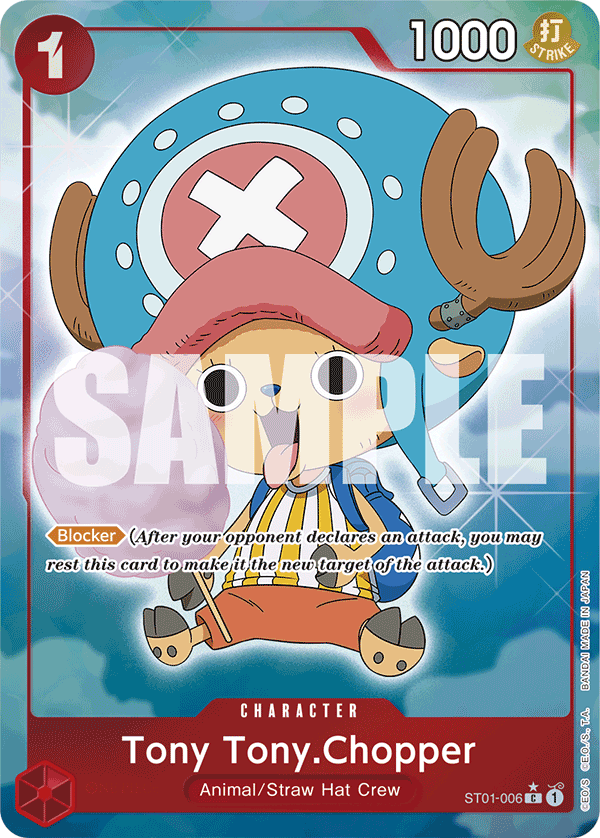 1
1000
打
STRIKE
SAMPLE
Blocker (After your opponent declares an attack, you may
rest this card to make it the new target of the attack.)
CHARACTER
Tony Tony.Chopper
Animal/Straw Hat Crew
ST01-006 C 1
©E.O/S ©E.O./S., T.A. BANDAI MADE IN JAPAN